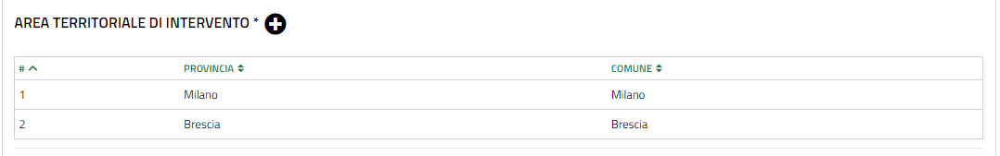 AREA TERRITORIALE DI INTERVENTO *
# PROVINCIA COMUNE
1 Milano Milano
2 Brescia Brescia